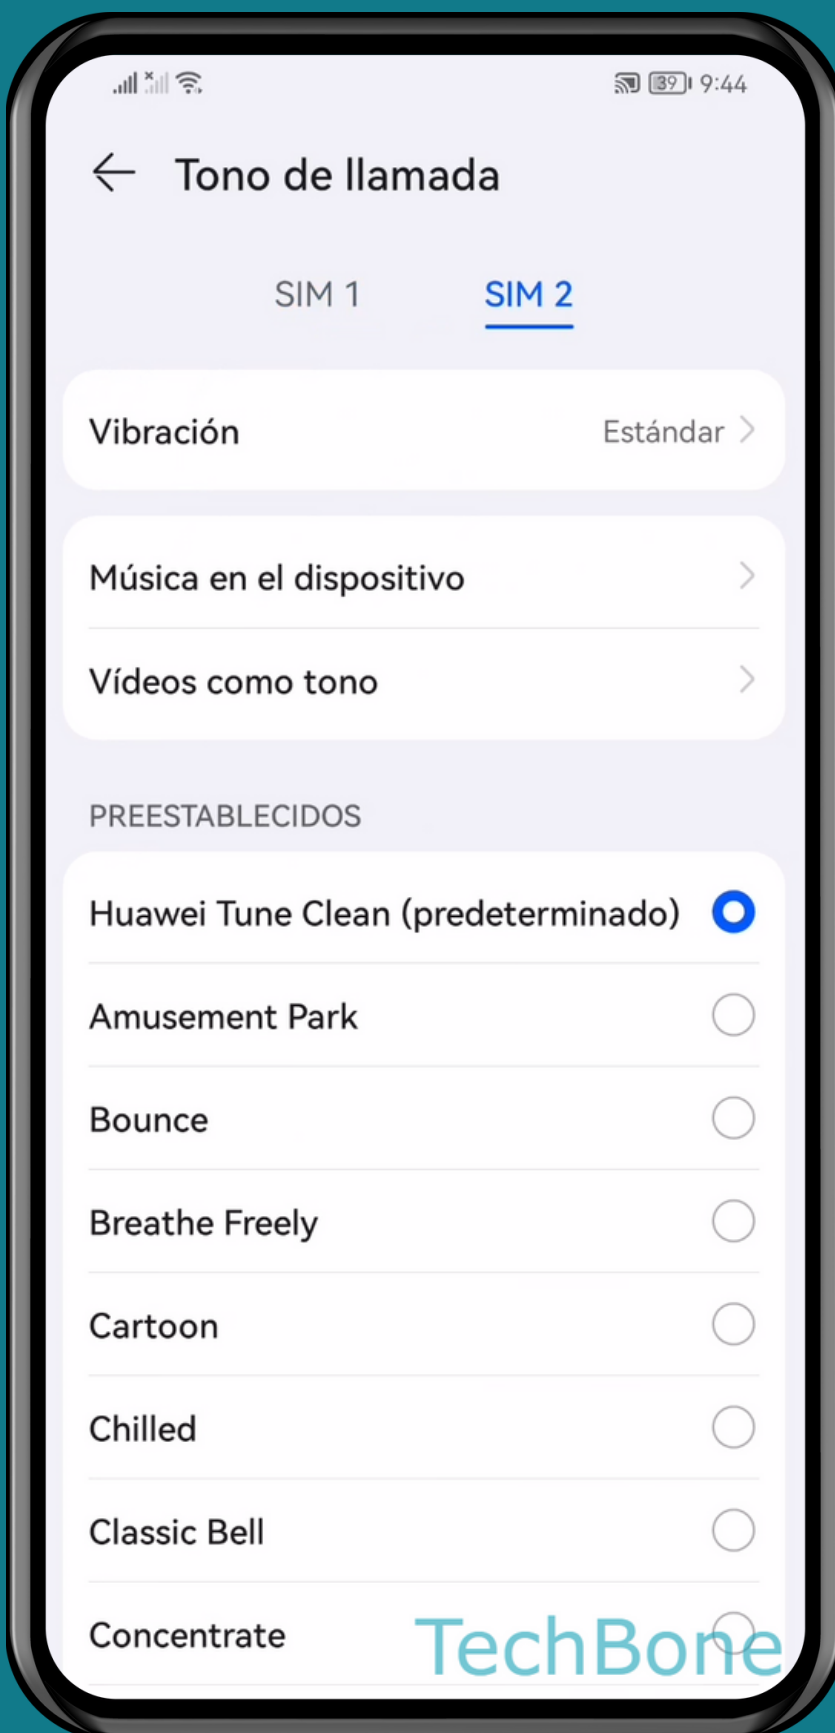 39 9:44
Tono de llamada
SIM 1 SIM 2
Vibración Estándar
Música en el dispositivo
Vídeos como tono
PREESTABLECIDOS
Huawei Tune Clean (predeterminado)
Amusement Park
Bounce
Breathe Freely
Cartoon
Chilled
Classic Bell
Concentrate
TechBone